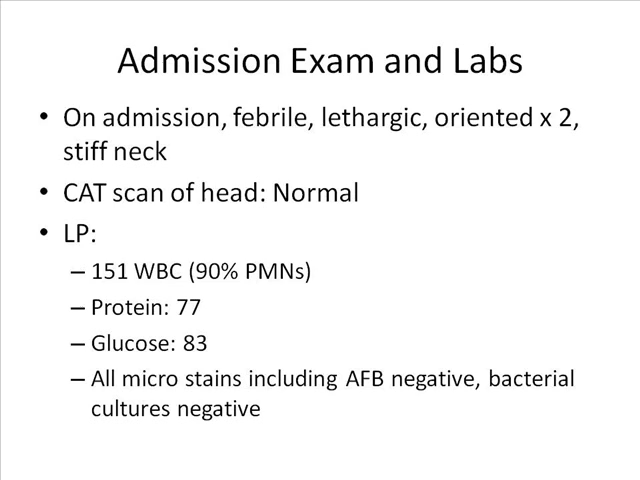 Admission Exam and Labs
• On admission, febrile, lethargic, oriented x 2,
stiff neck
• CAT scan of head: Normal
• LP:
– 151 WBC (90% PMNs)
– Protein: 77
– Glucose: 83
– All micro stains including AFB negative, bacterial
cultures negative